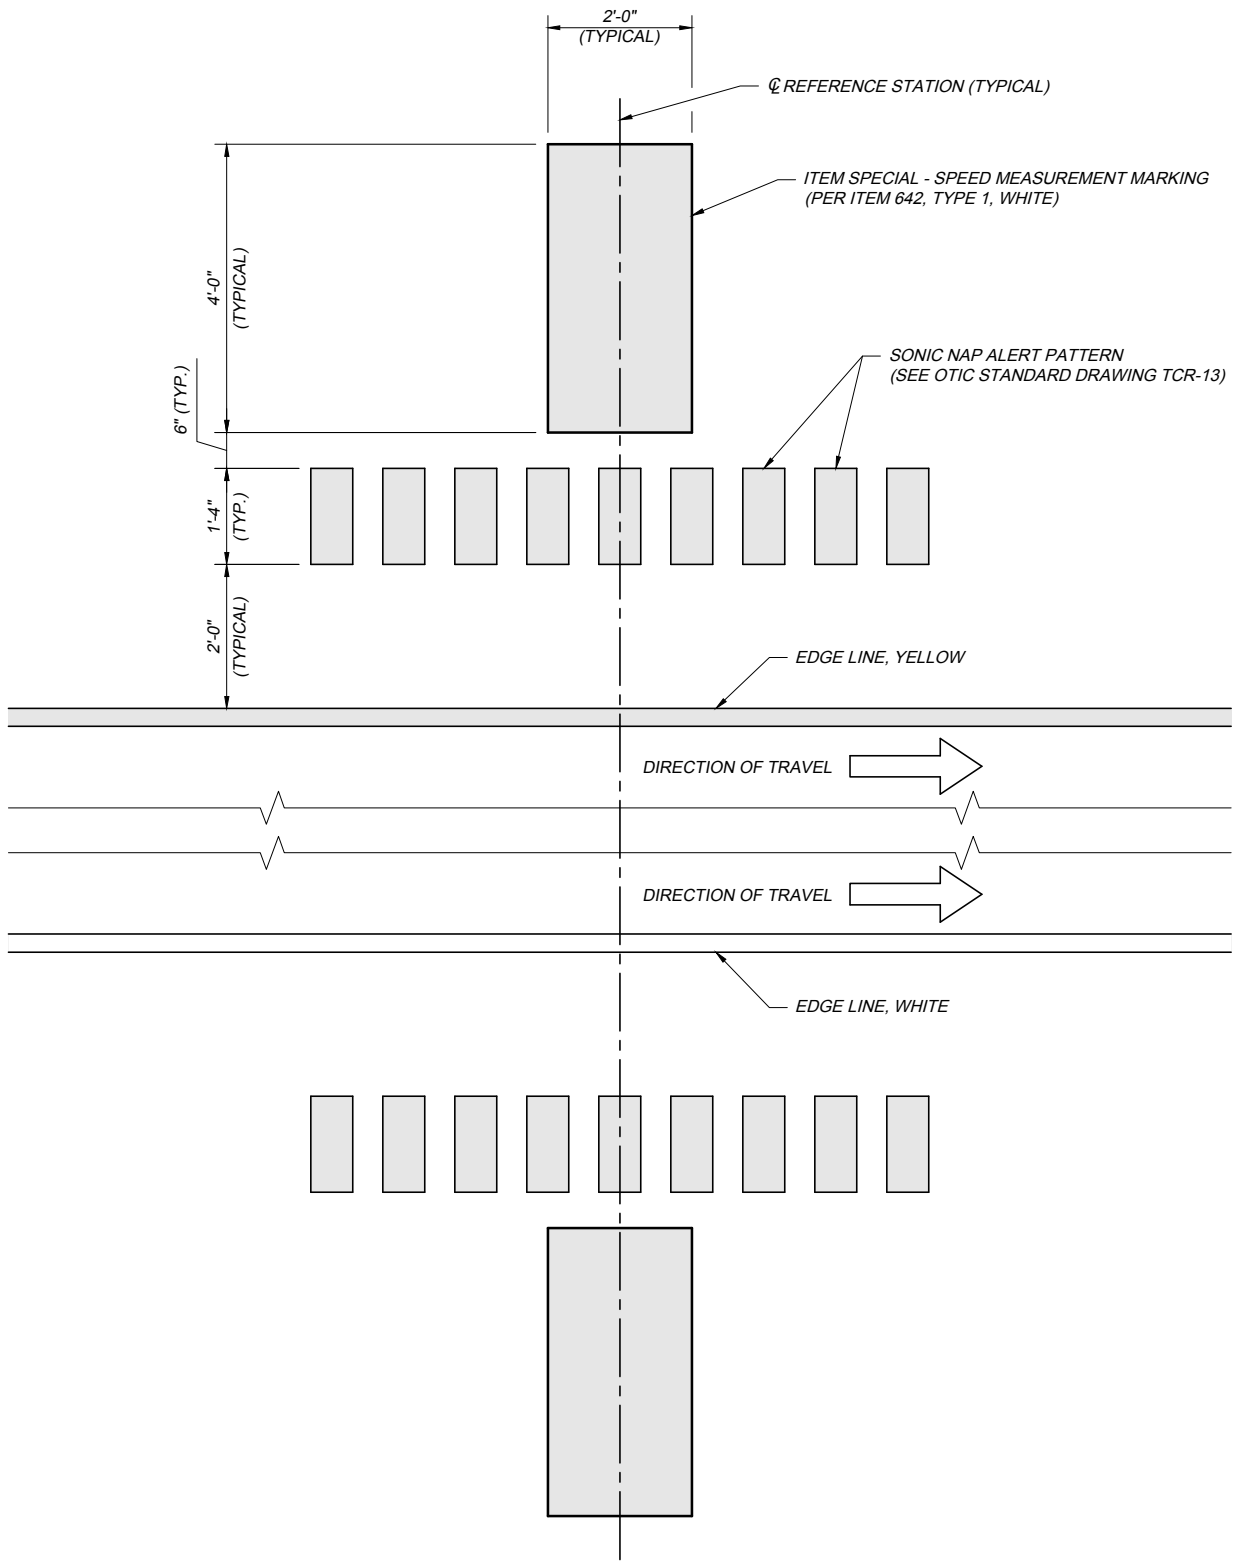 2'-0"
(TYPICAL)
℄ REFERENCE STATION (TYPICAL)
ITEM SPECIAL - SPEED MEASUREMENT MARKING
(PER ITEM 642, TYPE 1, WHITE)
4'-0"
(TYPICAL)
SONIC NAP ALERT PATTERN
(SEE OTIC STANDARD DRAWING TCR-13)
6" (TYP.)
1'-4"
(TYP.)
2'-0"
(TYPICAL)
EDGE LINE, YELLOW
DIRECTION OF TRAVEL
DIRECTION OF TRAVEL
EDGE LINE, WHITE